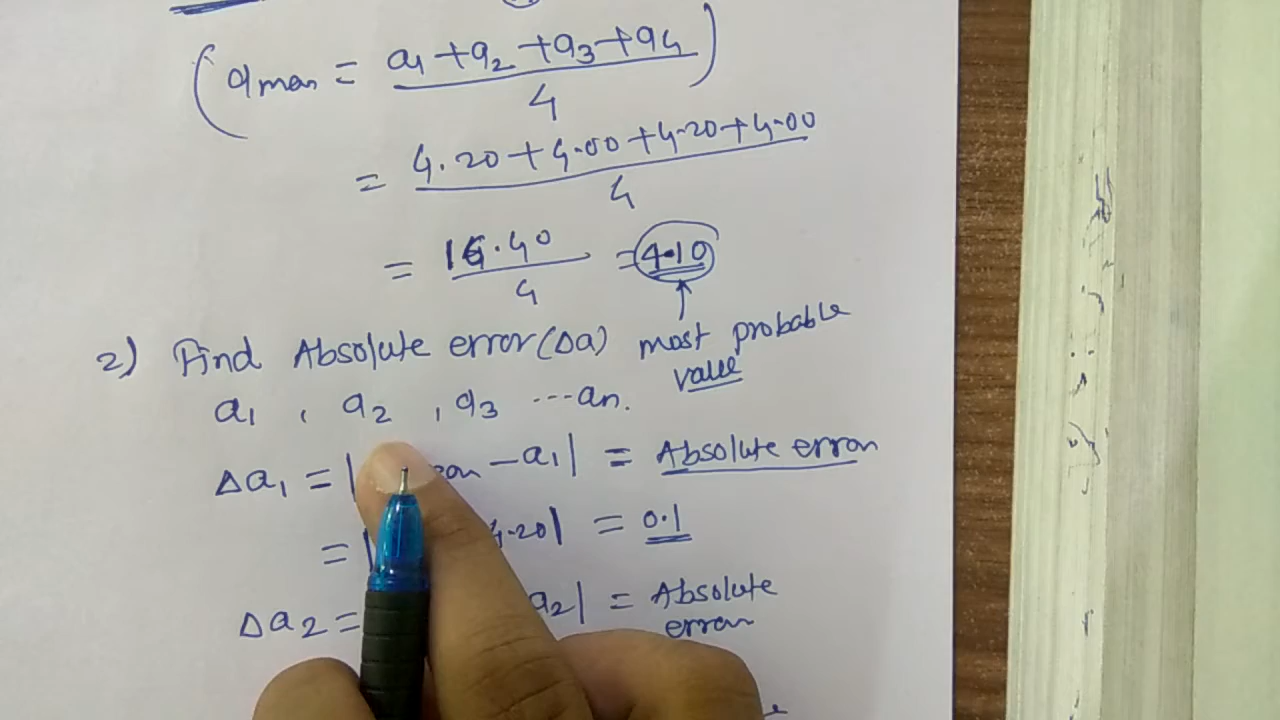 (amean = a1 + a2 + a3 + a4 / 4)
= 4.20 + 4.00 + 4.20 + 4.00 / 4
= 16.40 / 4 = 4.10
2) Find Absolute error (Δa) most probable value
a1 , a2 , a3 ... an.
Δa1 = | ean - a1| = Absolute error
= | 4.20| = 0.1
Δa2 = a2| = Absolute error